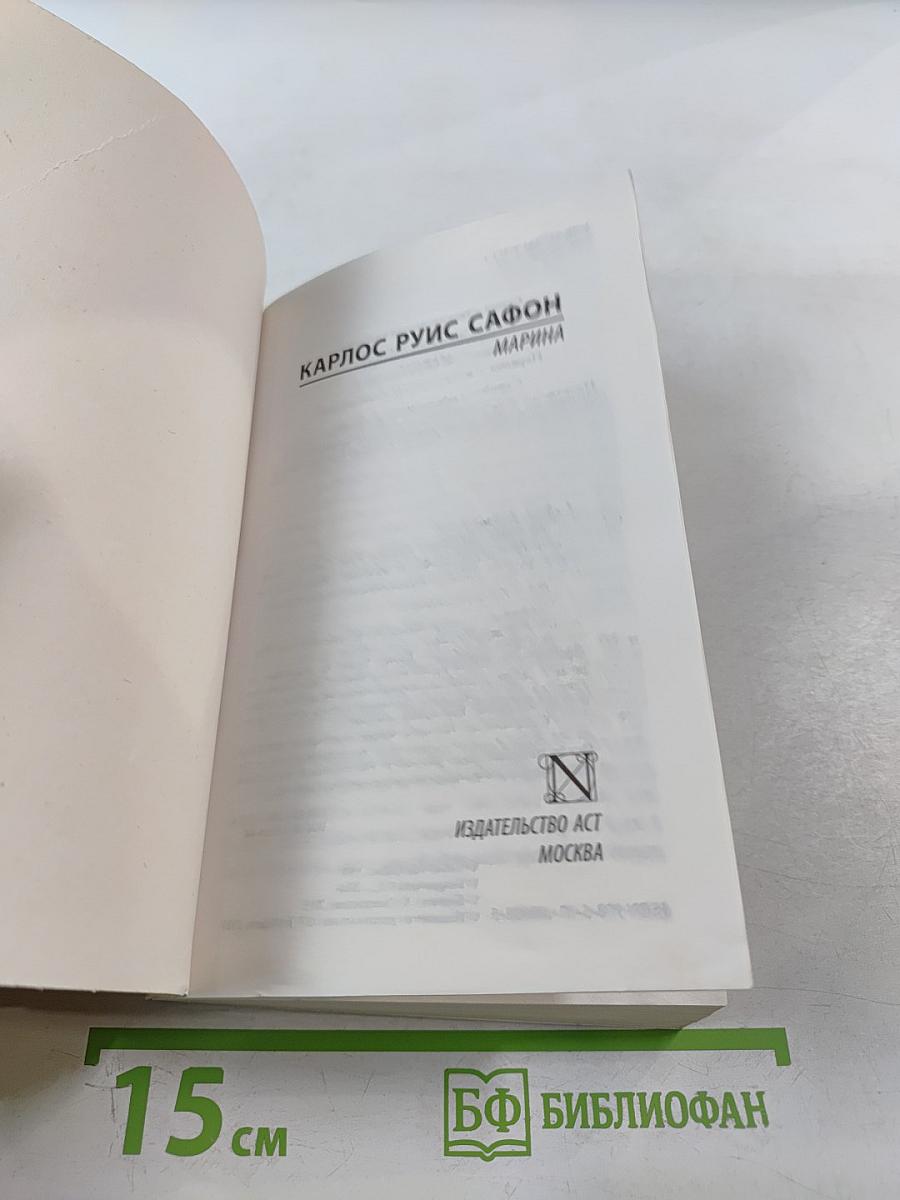 КАРЛОС РУИС САФОН
МАРИНА
N
ИЗДАТЕЛЬСТВО АСТ
МОСКВА
15 см
БФ БИБЛИОФАН